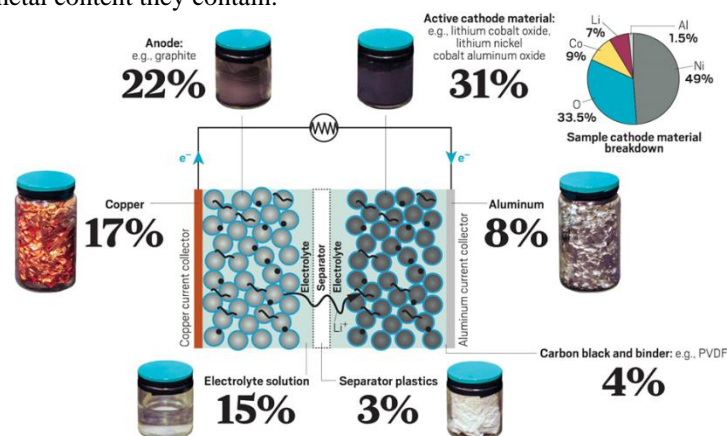 metal content they contain.
Anode:
e.g., graphite
22%
Active cathode material:
e.g., lithium cobalt oxide,
lithium nickel
cobalt aluminum oxide
31%
Li
7%
Al
1.5%
Co
9%
Ni
49%
O
33.5%
Sample cathode material
breakdown
e⁻
e⁻
Copper
17%
Aluminum
8%
Copper current collector
Electrolyte
Separator
Electrolyte
Li⁺
Aluminum current collector
Carbon black and binder: e.g., PVDF
4%
Electrolyte solution
15%
Separator plastics
3%